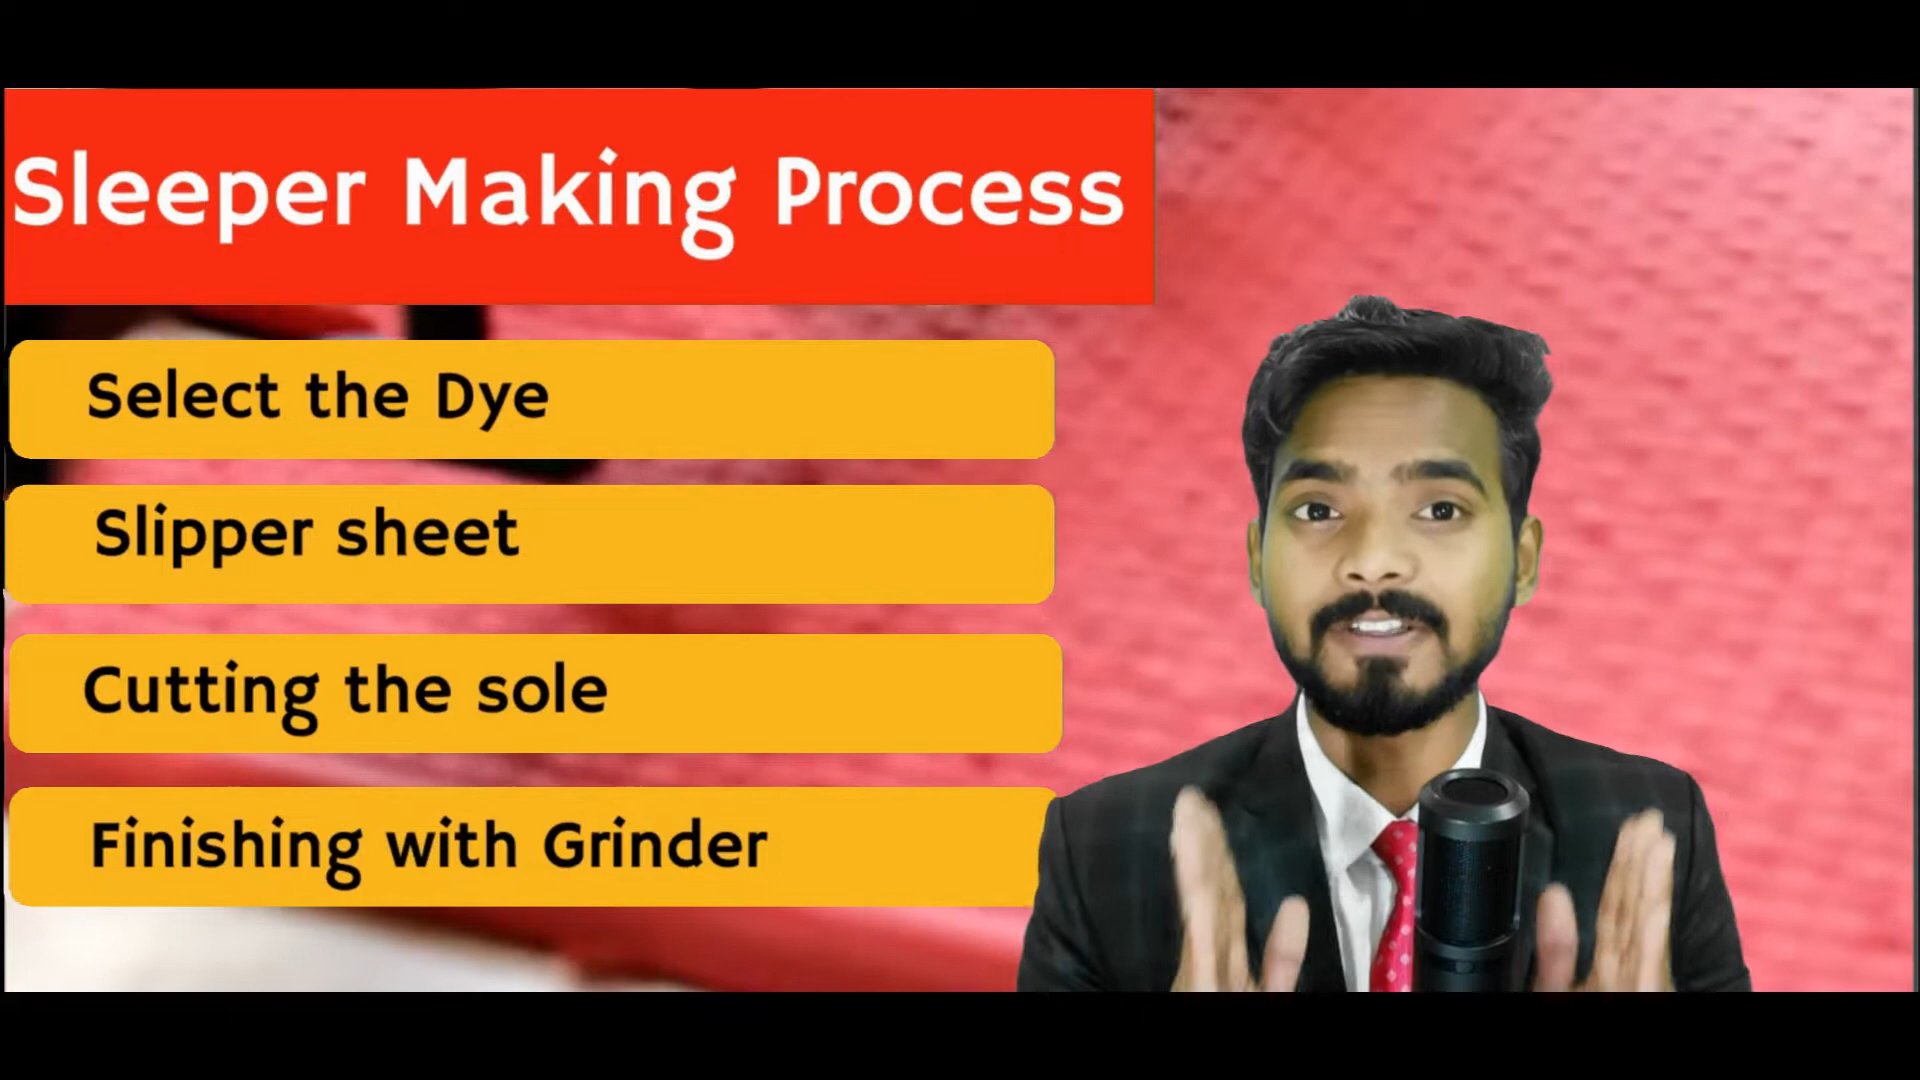 Sleeper Making Process
Select the Dye
Slipper sheet
Cutting the sole
Finishing with Grinder